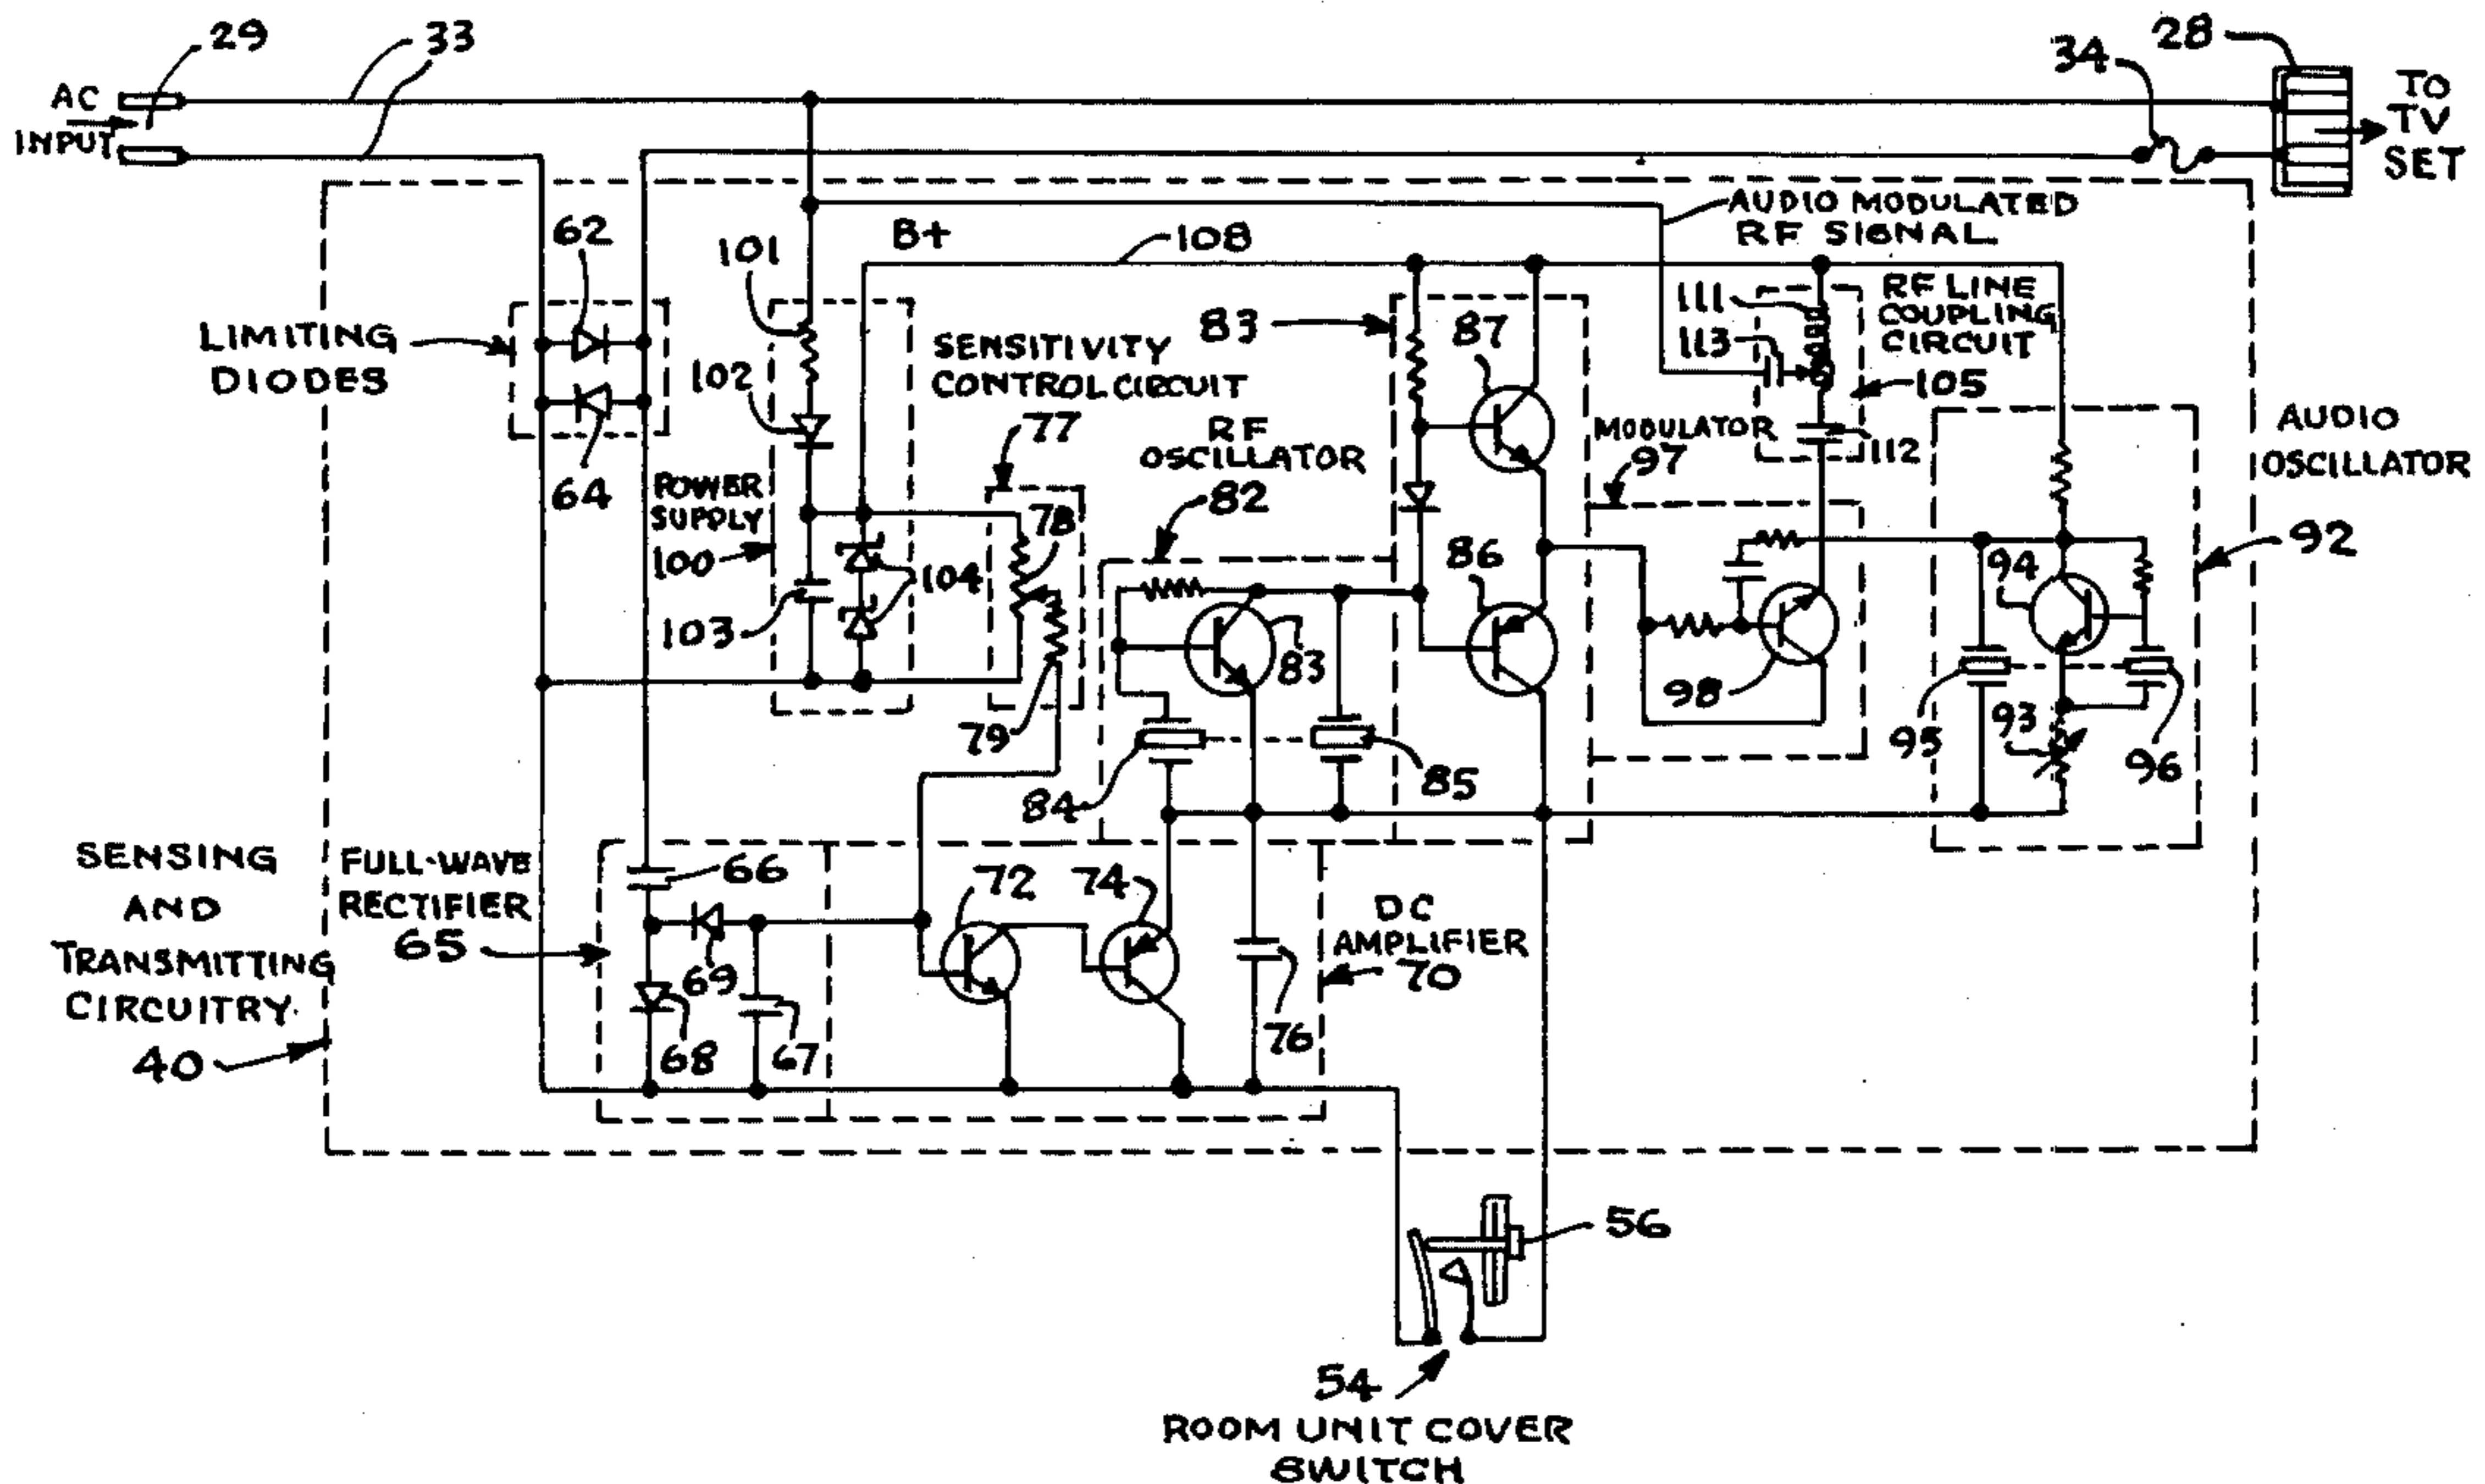 29
33
34
28
AC
INPUT
TO
TV
SET
AUDIO MODULATED
RF SIGNAL
B+
108
62
101
LIMITING
DIODES
64
102
SENSITIVITY
CONTROL CIRCUIT
77
83
87
111
113
RF LINE
COUPLING
CIRCUIT
105
112
RF
OSCILLATOR
82
MODULATOR
97
AUDIO
OSCILLATOR
92
POWER
SUPPLY
100
78
104
103
79
86
83
84
85
98
94
95
93
96
SENSING
AND
TRANSMITTING
CIRCUITRY.
40
FULL-WAVE
RECTIFIER
65
66
69
68
67
72
74
76
DC
AMPLIFIER
70
56
54
ROOM UNIT COVER
SWITCH